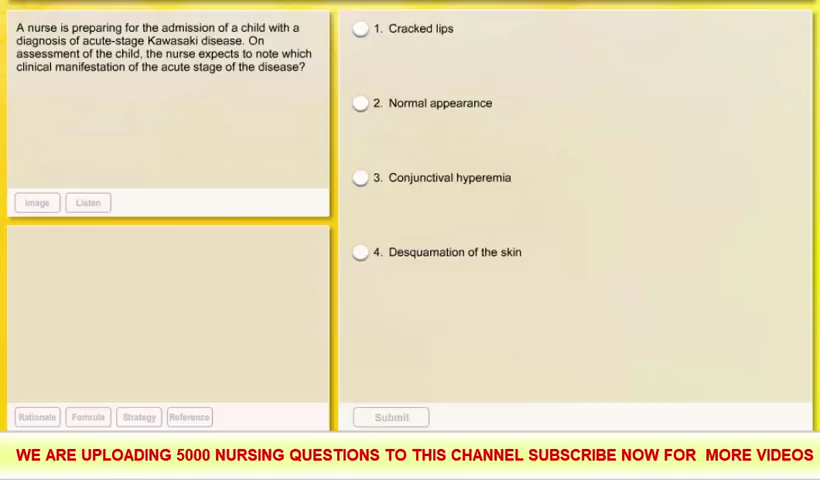 A nurse is preparing for the admission of a child with a
diagnosis of acute-stage Kawasaki disease. On
assessment of the child, the nurse expects to note which
clinical manifestation of the acute stage of the disease?
Image Listen
1. Cracked lips
2. Normal appearance
3. Conjunctival hyperemia
4. Desquamation of the skin
Rationale Formula Strategy Reference
Submit
WE ARE UPLOADING 5000 NURSING QUESTIONS TO THIS CHANNEL SUBSCRIBE NOW FOR MORE VIDEOS